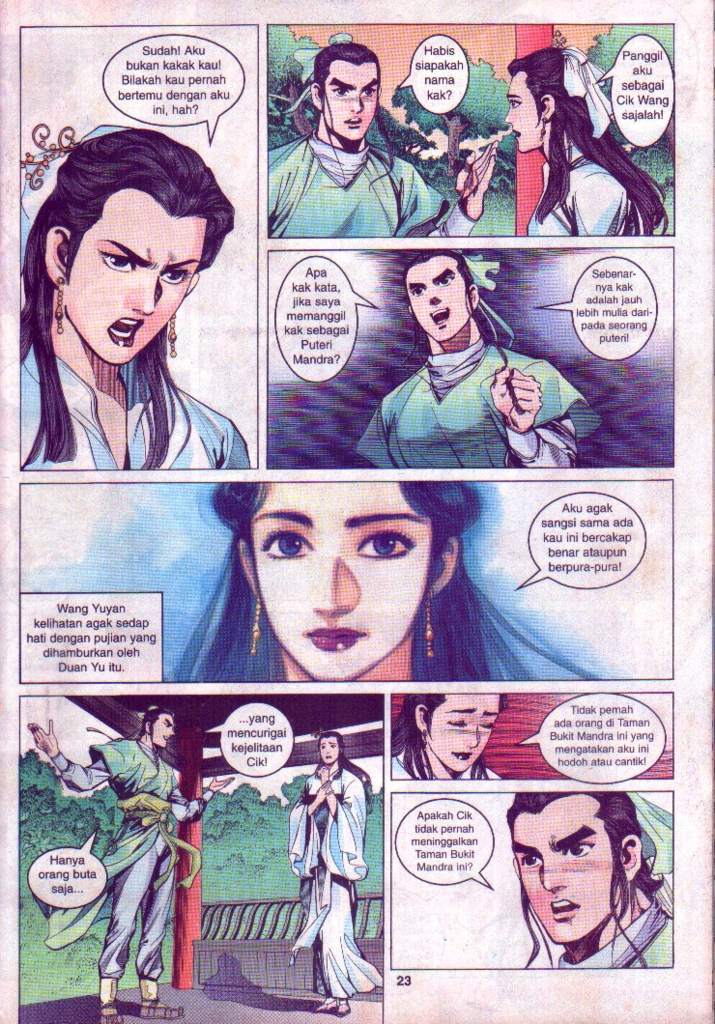 Sudah! Aku
bukan kakak kau!
Bilakah kau pernah
bertemu dengan aku
ini, hah?
Habis
siapakah
nama
kak?
Panggil
aku
sebagai
Cik Wang
sajalah!
Apa
kak kata,
jika saya
memanggil
kak sebagai
Puteri
Mandra?
Sebenar-
nya kak
adalah jauh
lebih mulia dari-
pada seorang
puteri!
Aku agak
sangsi sama ada
kau ini bercakap
benar ataupun
berpura-pura!
Wang Yuyan
kelihatan agak sedap
hati dengan pujian yang
dihamburkan oleh
Duan Yu itu.
Hanya
orang buta
saja...
...yang
mencurigai
kejelitaan
Cik!
Tidak pernah
ada orang di Taman
Bukit Mandra ini yang
mengatakan aku ini
hodoh atau cantik!
Apakah Cik
tidak pernah
meninggalkan
Taman Bukit
Mandra ini?
23